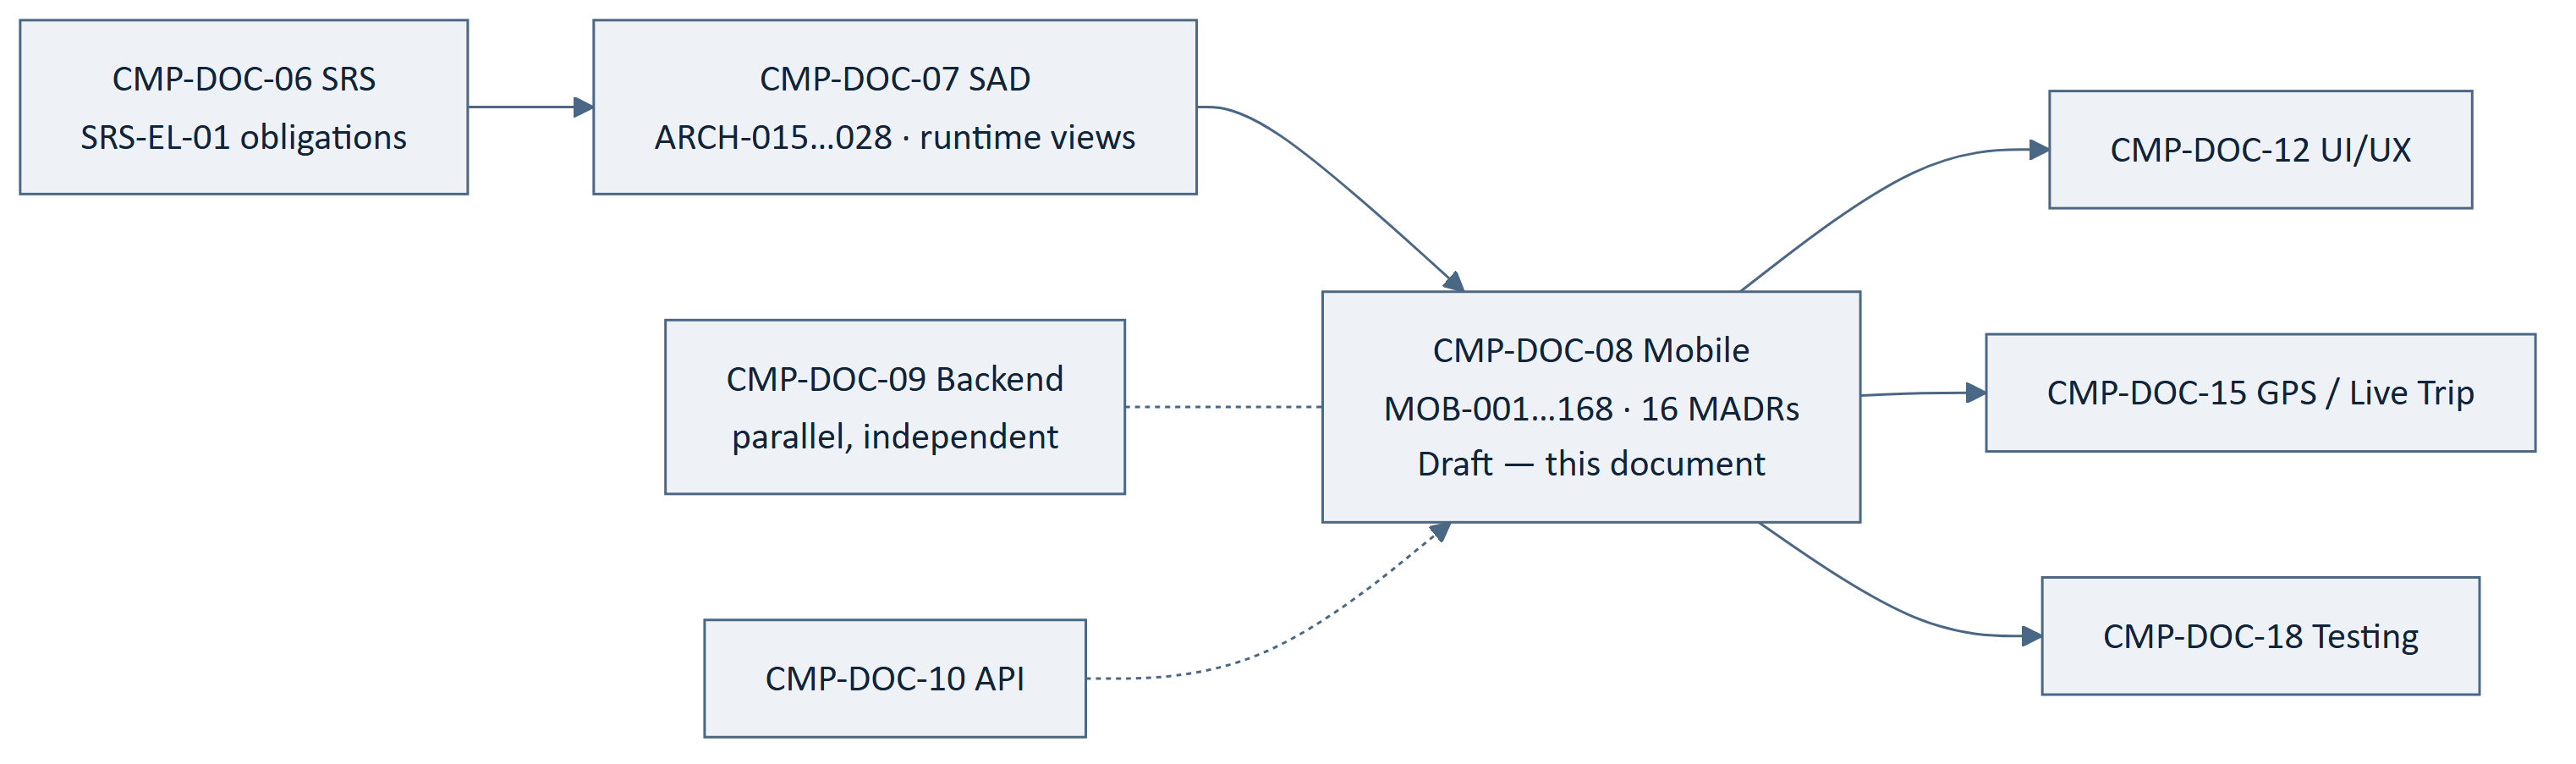 CMP-DOC-06 SRS
SRS-EL-01 obligations
CMP-DOC-07 SAD
ARCH-015…028 · runtime views
CMP-DOC-09 Backend
parallel, independent
CMP-DOC-10 API
CMP-DOC-08 Mobile
MOB-001…168 · 16 MADRs
Draft — this document
CMP-DOC-12 UI/UX
CMP-DOC-15 GPS / Live Trip
CMP-DOC-18 Testing